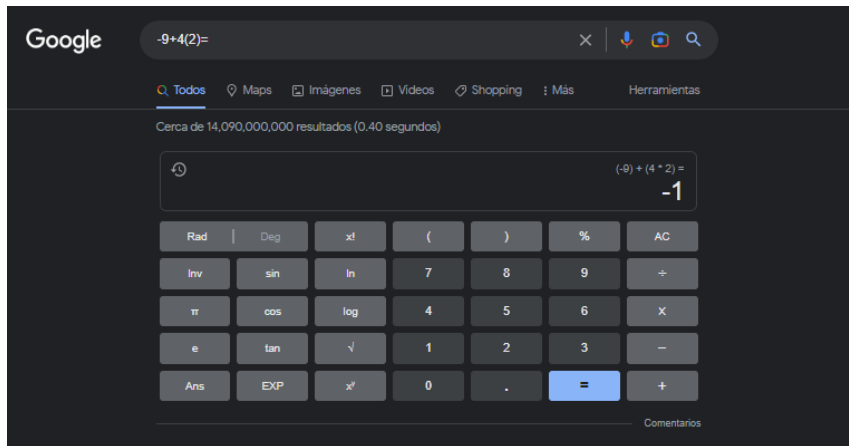 Google -9+4(2)=
Todos Maps Imágenes Videos Shopping Más Herramientas
Cerca de 14,090,000,000 resultados (0.40 segundos)
(-9) + (4 * 2) =
-1
Rad | Deg x! ( ) % AC
Inv sin ln 7 8 9 ÷
π cos log 4 5 6 x
e tan √ 1 2 3 −
Ans EXP xʸ 0 . = +
Comentarios